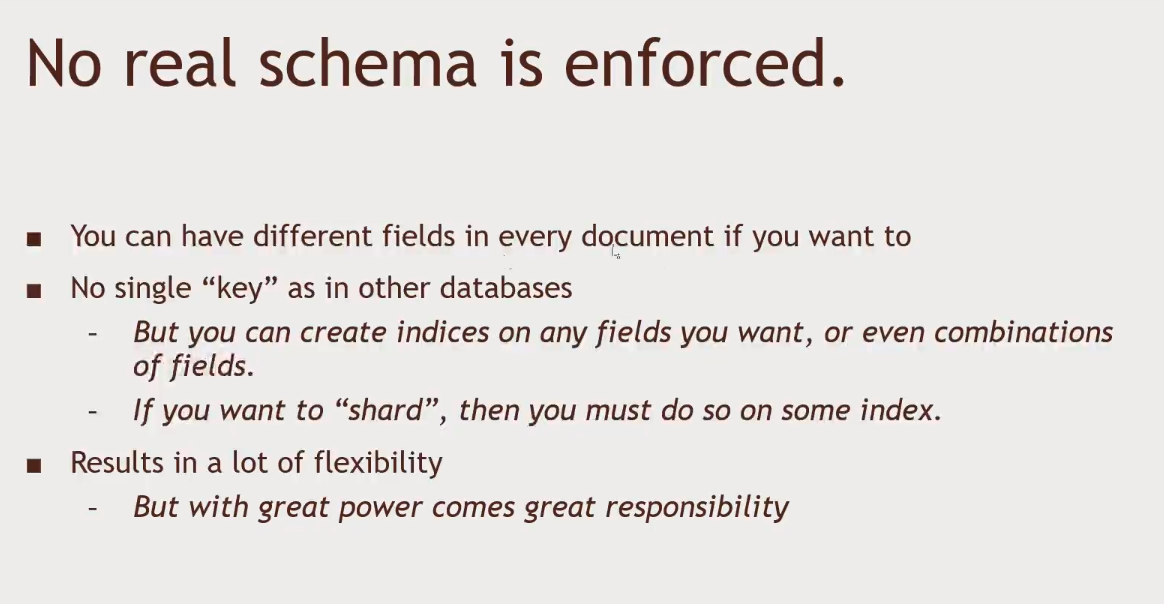 No real schema is enforced.
■ You can have different fields in every document if you want to
■ No single “key” as in other databases
– But you can create indices on any fields you want, or even combinations
of fields.
– If you want to “shard”, then you must do so on some index.
■ Results in a lot of flexibility
– But with great power comes great responsibility